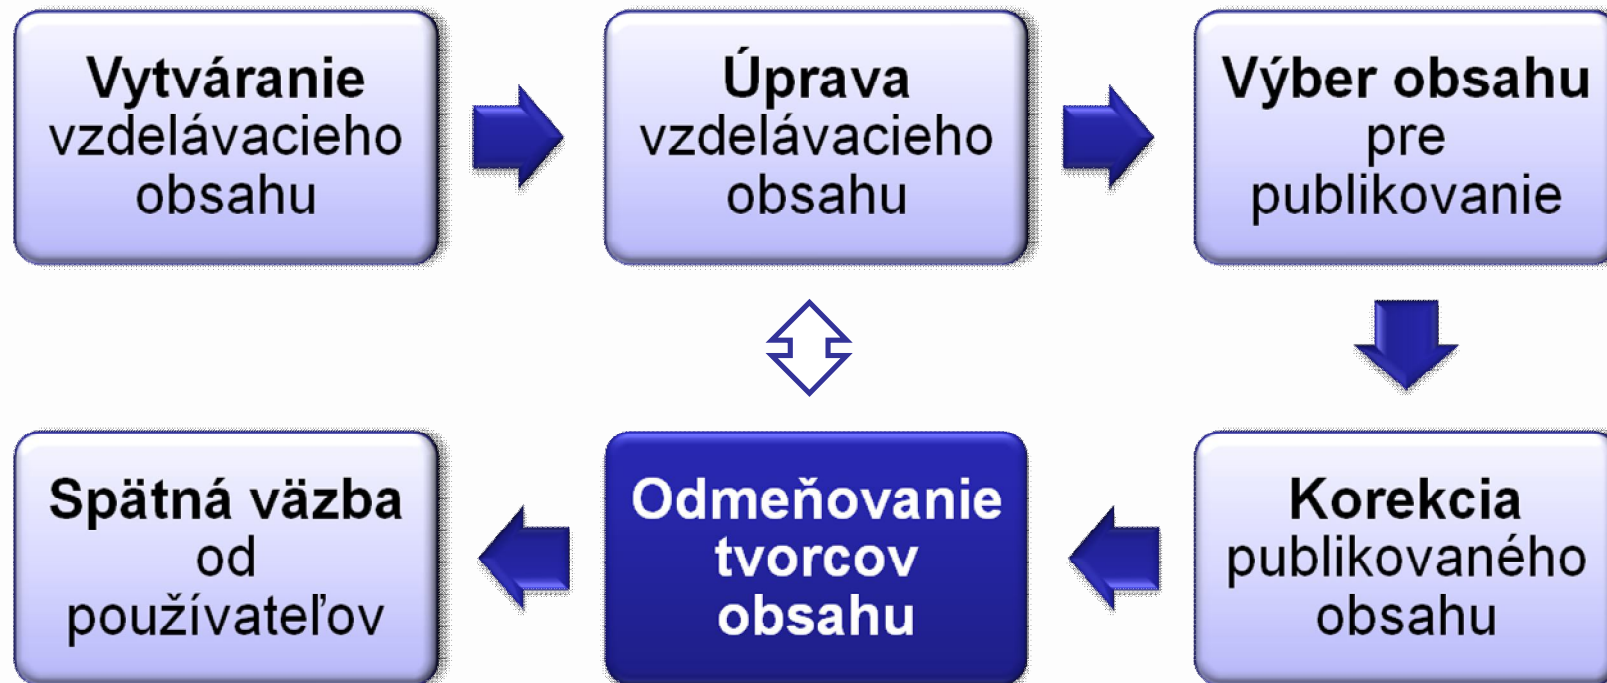 Vytváranie
vzdelávacieho
obsahu
Úprava
vzdelávacieho
obsahu
Výber obsahu
pre
publikovanie
Korekcia
publikovaného
obsahu
Odmeňovanie
tvorcov
obsahu
Spätná väzba
od
používateľov